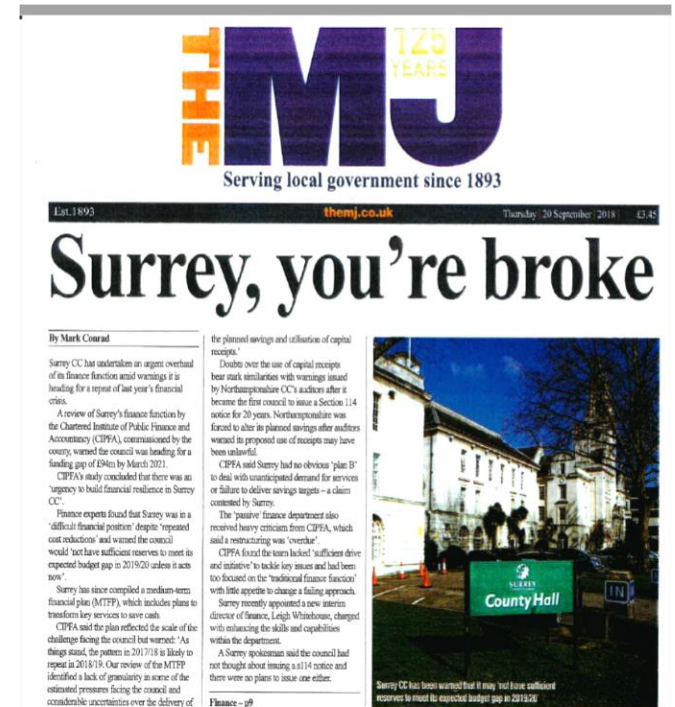 THE MJ
125
YEARS
Serving local government since 1893
Est.1893
themj.co.uk
Thursday 20 September 2018
£3.45
Surrey, you're broke
By Mark Conrad
Surrey CC has undertaken an urgent overhaul
of its finance function amid warnings it is
heading for a repeat of last year's financial
crisis.
A review of Surrey's finance function by
the Chartered Institute of Public Finance and
Accountancy (CIPFA), commissioned by the
county, warned the council was heading for a
funding gap of £94m by March 2021.
CIPFA's study concluded that there was an
'urgency to build financial resilience in Surrey
CC'.
Finance experts found that Surrey was in a
'difficult financial position' despite 'repeated
cost reductions' and warned the council
would 'not have sufficient reserves to meet its
expected budget gap in 2019/20 unless it acts
now'.
Surrey has since compiled a medium-term
financial plan (MTFP), which includes plans to
transform key services to save cash.
CIPFA said the plan reflected the scale of the
challenge facing the council but warned: 'As
things stand, the pattern in 2017/18 is likely to
repeat in 2018/19. Our review of the MTFP
identified a lack of granularity in some of the
estimated pressures facing the council and
considerable uncertainties over the delivery of
the planned savings and utilisation of capital
receipts.'
Doubts over the use of capital receipts
bear stark similarities with warnings issued
by Northamptonshire CC's auditors after it
became the first council to issue a Section 114
notice for 20 years. Northamptonshire was
forced to alter its planned savings after auditors
warned its proposed use of receipts may have
been unlawful.
CIPFA said Surrey had no obvious 'plan B'
to deal with unanticipated demand for services
or failure to deliver savings targets – a claim
contested by Surrey.
The 'passive' finance department also
received heavy criticism from CIPFA, which
said a restructuring was 'overdue'.
CIPFA found the team lacked 'sufficient drive
and initiative' to tackle key issues and had been
too focused on the 'traditional finance function'
with little appetite to change a failing approach.
Surrey recently appointed a new interim
director of finance, Leigh Whitehouse, charged
with enhancing the skills and capabilities
within the department.
A Surrey spokesman said the council had
not thought about issuing a s114 notice and
there were no plans to issue one either.
Finance – p9
SURREY
County Hall
IN
Surrey CC has been warned that it may 'not have sufficient
reserves to meet its expected budget gap in 2019/20'